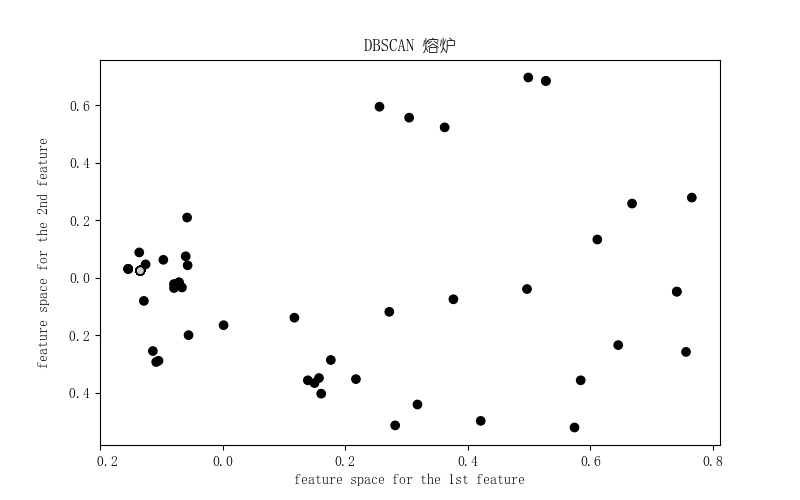 DBSCAN 熔炉
feature space for the 2nd feature
0.6
0.4
0.2
0.0
0.2
0.4
0.2 0.0 0.2 0.4 0.6 0.8
feature space for the 1st feature